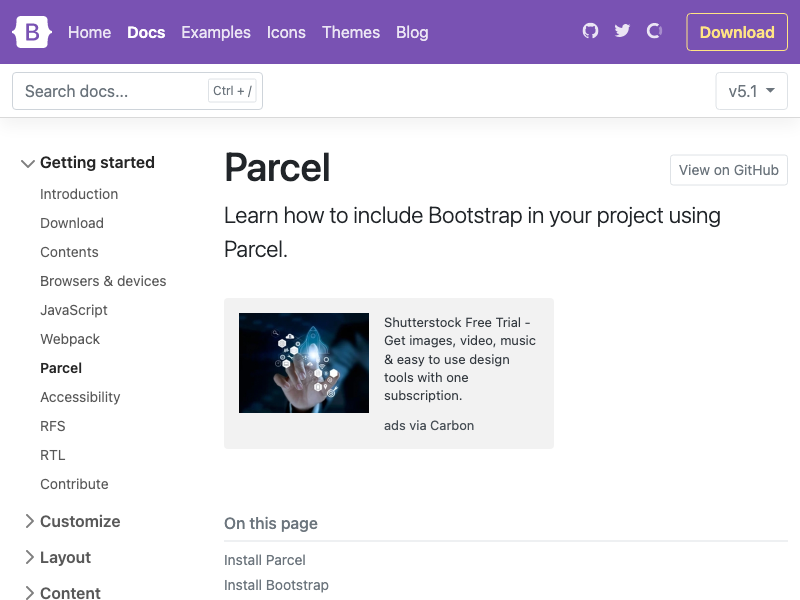 B Home Docs Examples Icons Themes Blog Download
Search docs... Ctrl + / v5.1
Getting started
Introduction
Download
Contents
Browsers & devices
JavaScript
Webpack
Parcel
Accessibility
RFS
RTL
Contribute
Customize
Layout
Content
Parcel
View on GitHub
Learn how to include Bootstrap in your project using
Parcel.
Shutterstock Free Trial -
Get images, video, music
& easy to use design
tools with one
subscription.
ads via Carbon
On this page
Install Parcel
Install Bootstrap